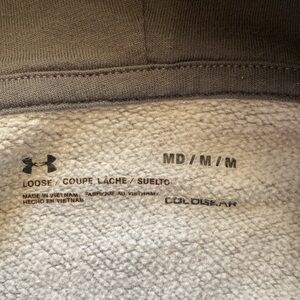 MD / M / M
LOOSE / COUPE LÂCHE / SUELTO
MADE IN VIETNAM / FABRIQUÉ AU VIETNAM /
HECHO EN VIETNAM
COLDGEAR